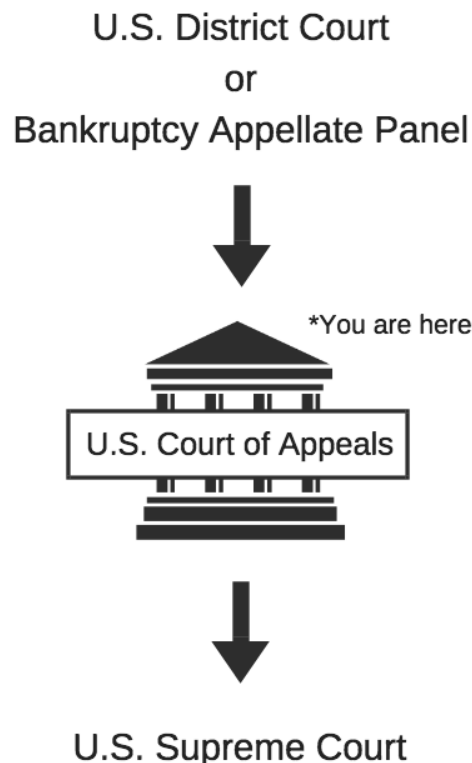 U.S. District Court
or
Bankruptcy Appellate Panel
*You are here
U.S. Court of Appeals
U.S. Supreme Court